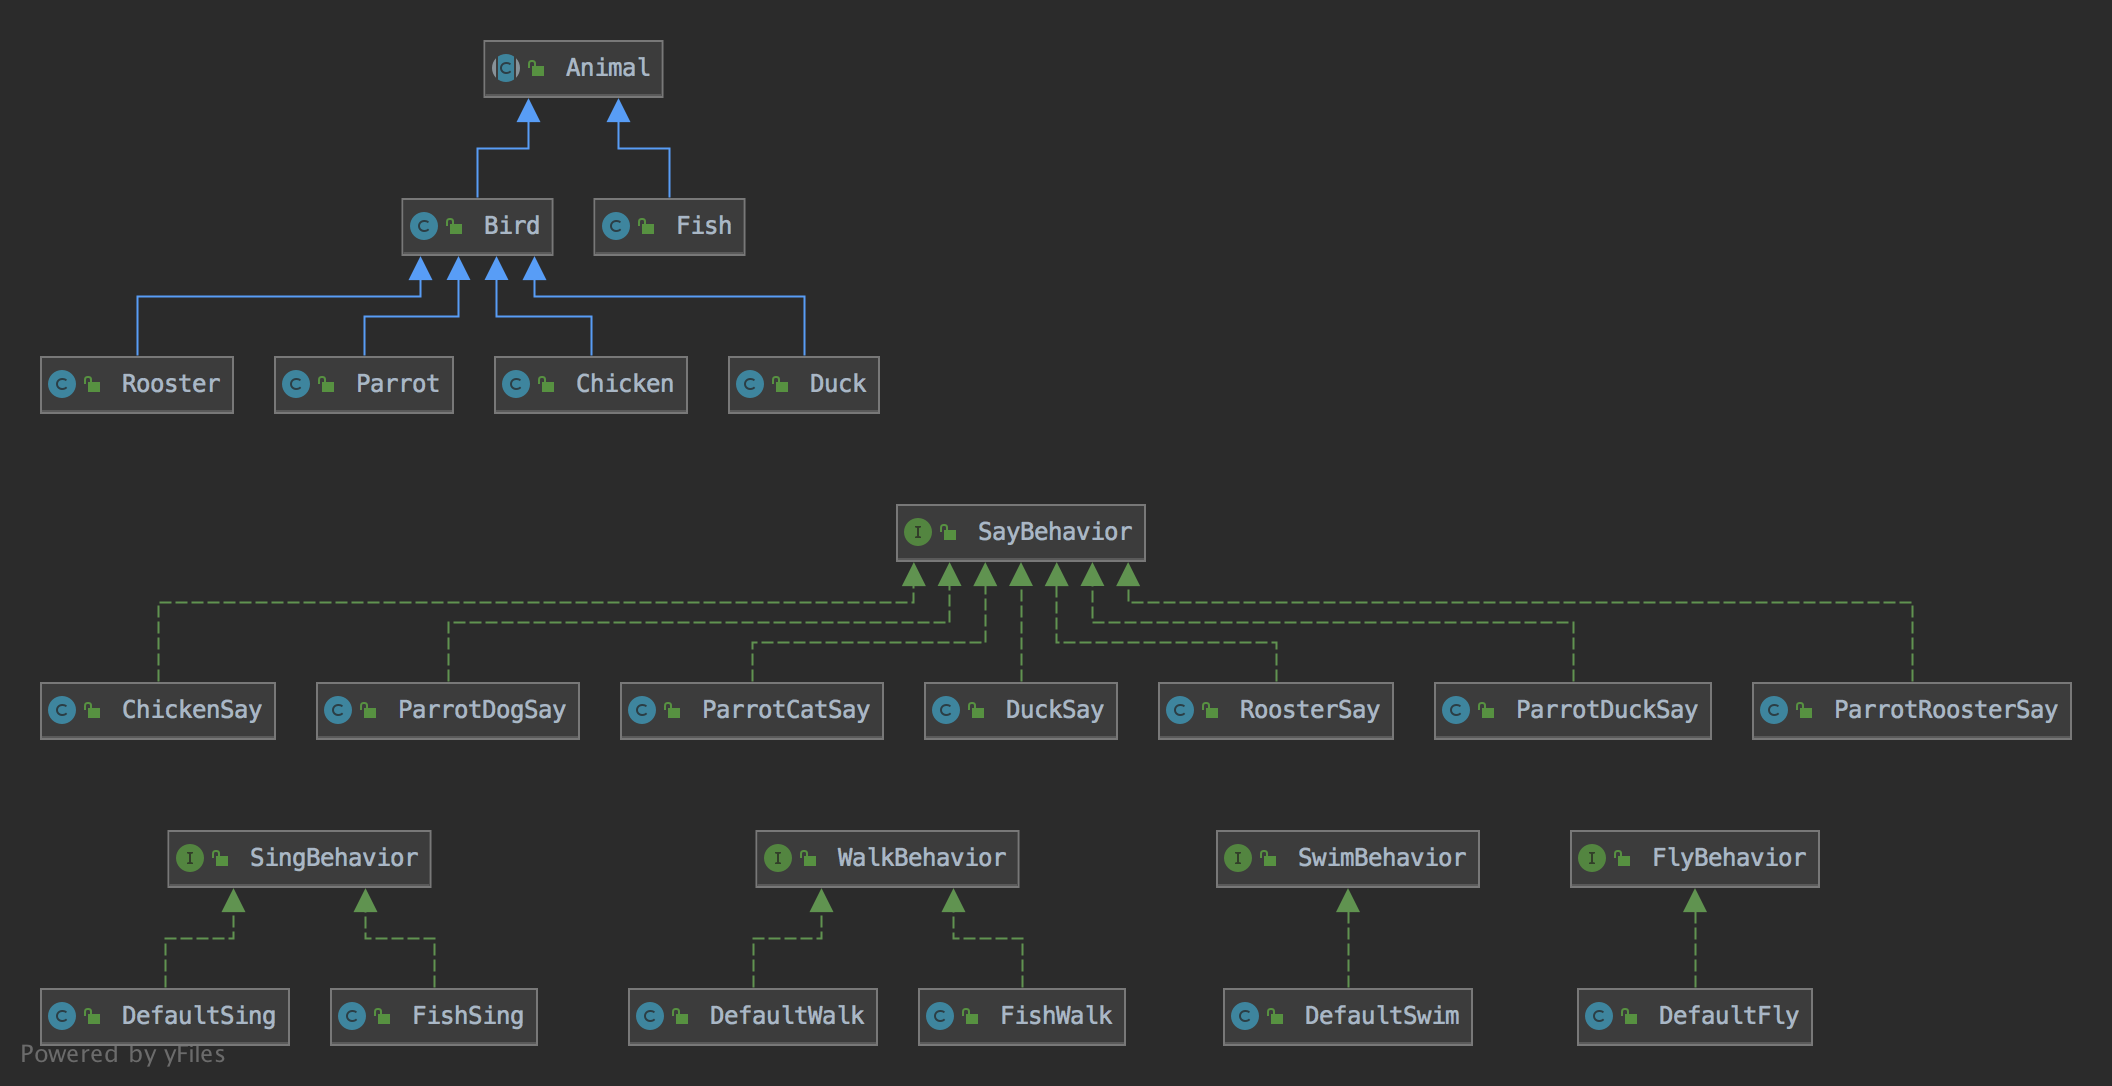 Animal
Bird
Fish
Rooster
Parrot
Chicken
Duck
SayBehavior
ChickenSay
ParrotDogSay
ParrotCatSay
DuckSay
RoosterSay
ParrotDuckSay
ParrotRoosterSay
SingBehavior
WalkBehavior
SwimBehavior
FlyBehavior
DefaultSing
FishSing
DefaultWalk
FishWalk
DefaultSwim
DefaultFly
Powered by yFiles